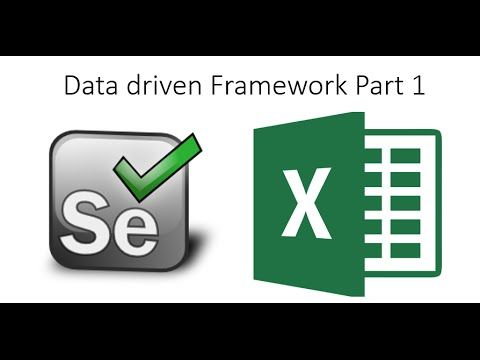 Data driven Framework Part 1
Se
X